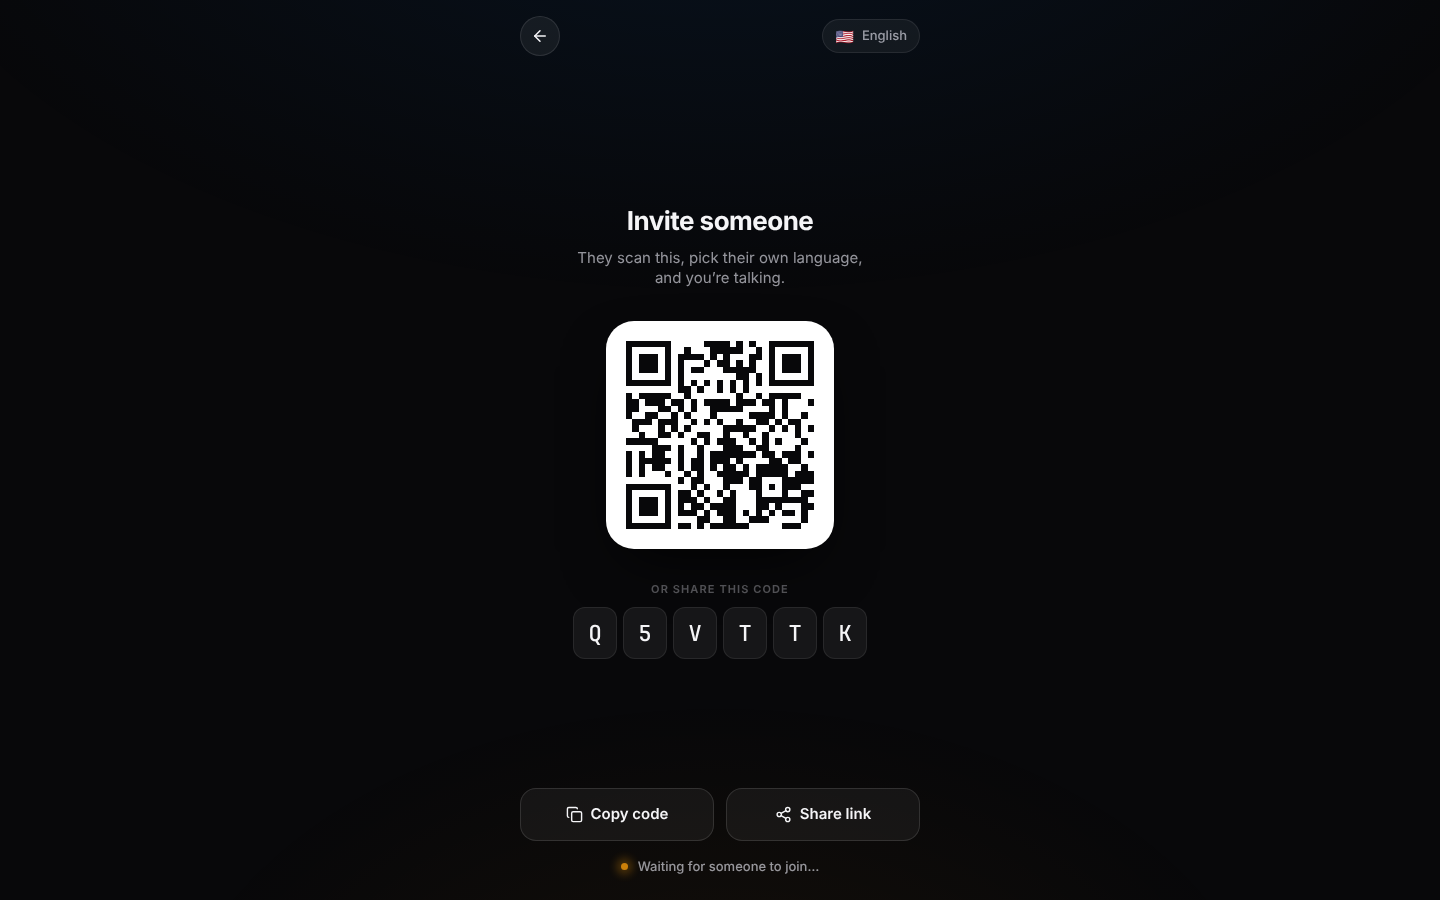 English
Invite someone
They scan this, pick their own language,
and you’re talking.
OR SHARE THIS CODE
Q 5 V T T K
Copy code
Share link
Waiting for someone to join...